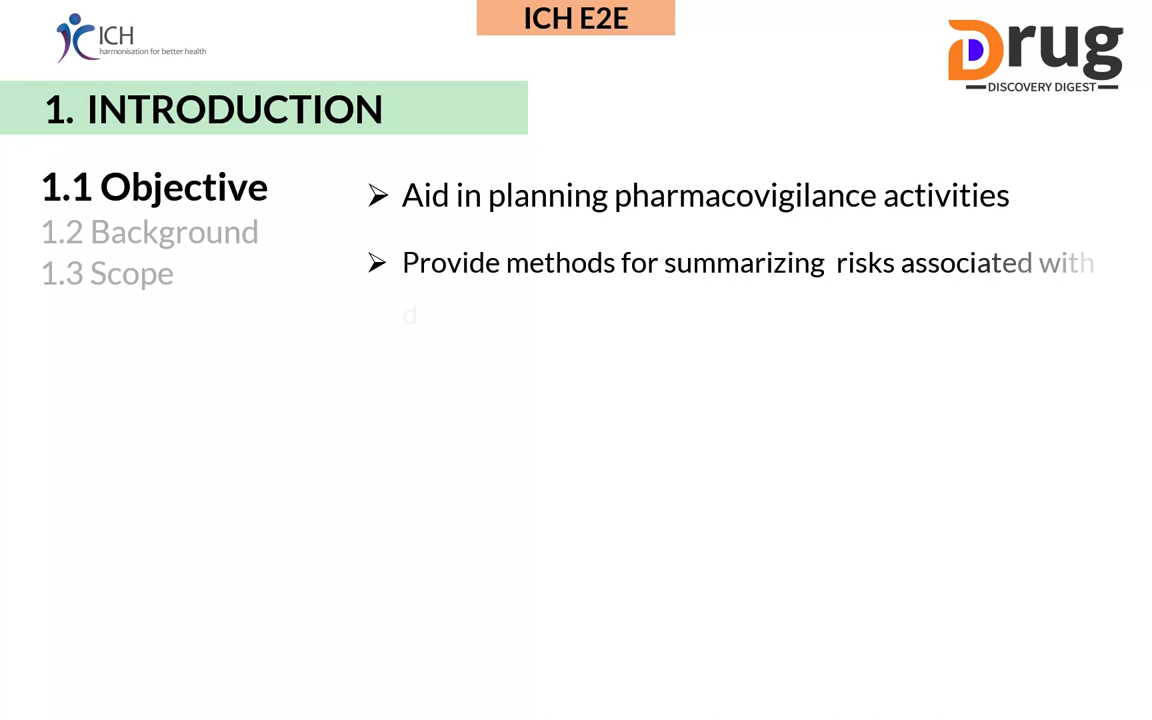 ICH E2E
ICH
harmonisation for better health
Drug
DISCOVERY DIGEST
1. INTRODUCTION
1.1 Objective
1.2 Background
1.3 Scope
➢ Aid in planning pharmacovigilance activities
➢ Provide methods for summarizing risks associated with
d